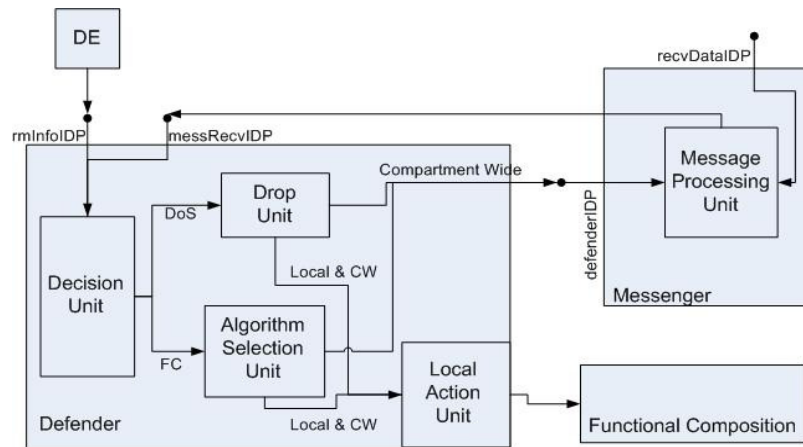 DE
recvDataIDP
rmInfoIDP
messRecvIDP
Message
Processing
Unit
Compartment Wide
Drop
Unit
DoS
defenderIDP
Decision
Unit
Local & CW
Messenger
Algorithm
Selection
Unit
FC
Local
Action
Unit
Defender
Local & CW
Functional Composition